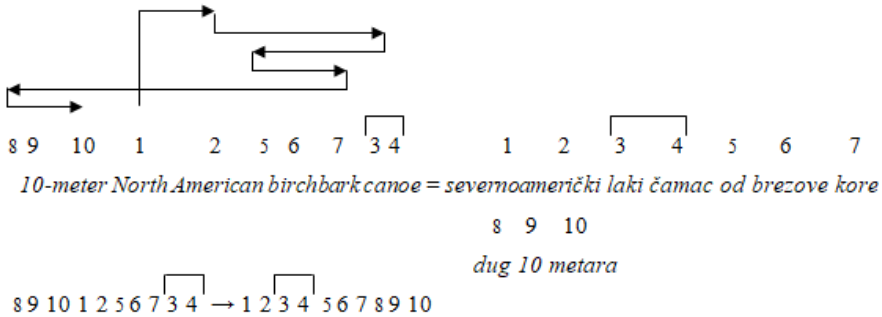 8 9 10 1 2 5 6 7 3 4 1 2 3 4 5 6 7
10-meter North American birchbark canoe = severnoamerički laki čamac od brezove kore
8 9 10
dug 10 metara
8 9 10 1 2 5 6 7 3 4 → 1 2 3 4 5 6 7 8 9 10